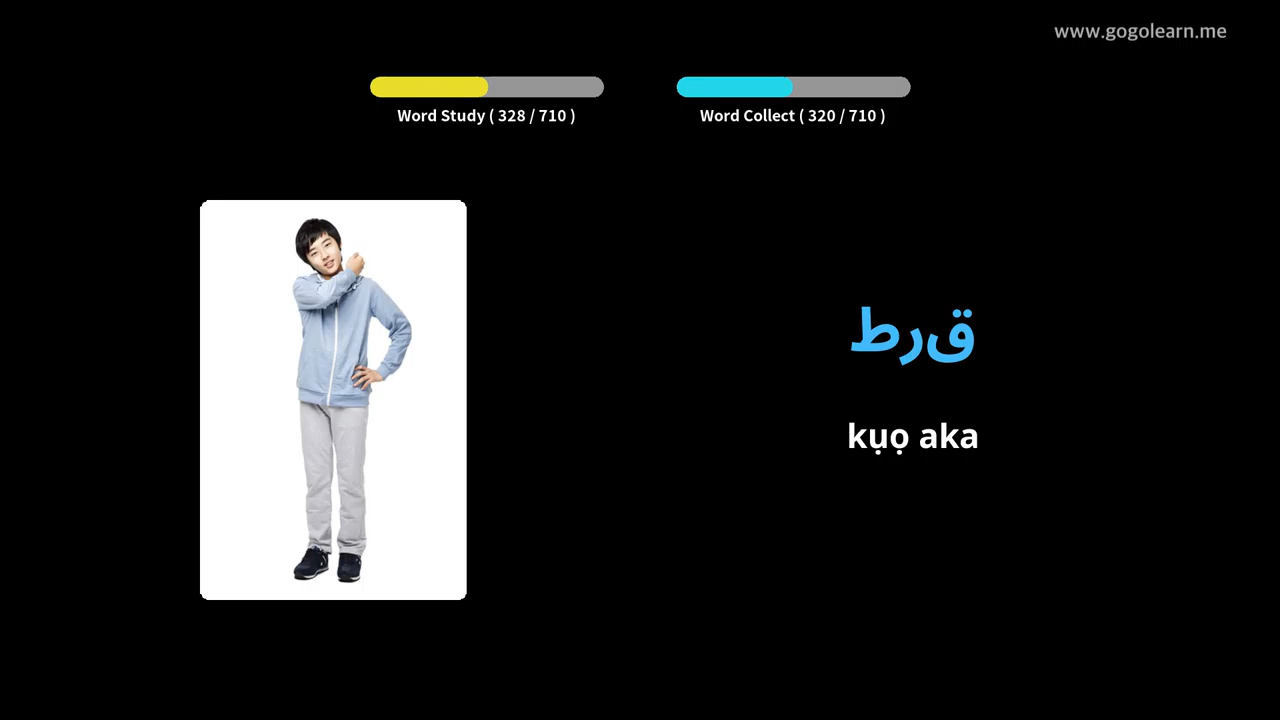 www.gogolearn.me
Word Study ( 328 / 710 )
Word Collect ( 320 / 710 )
قرط
kụọ aka